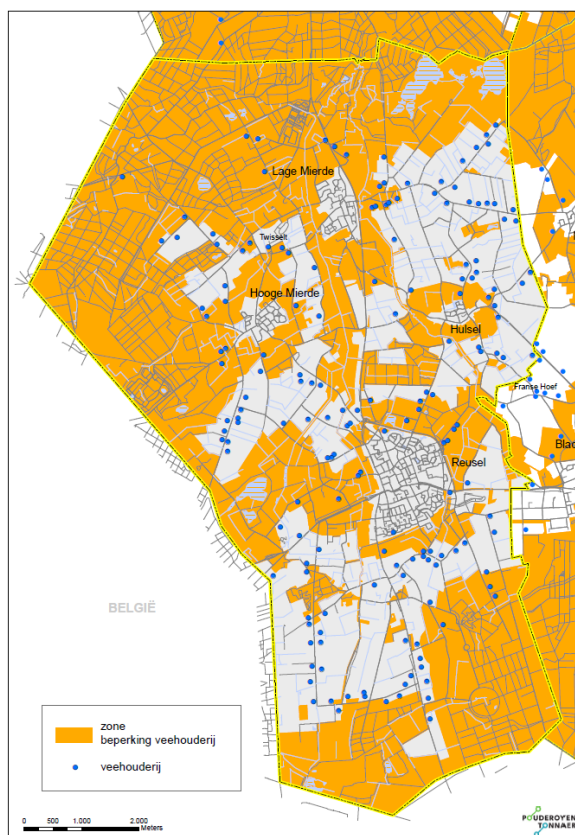 Lage Mierde
Twisselt
Hooge Mierde
Hulsel
Franse Hoef
Blad
Reusel
BELGIË
zone
beperking veehouderij
veehouderij
0 500 1.000 2.000
Meters
POUDEROYEN
TONNAER